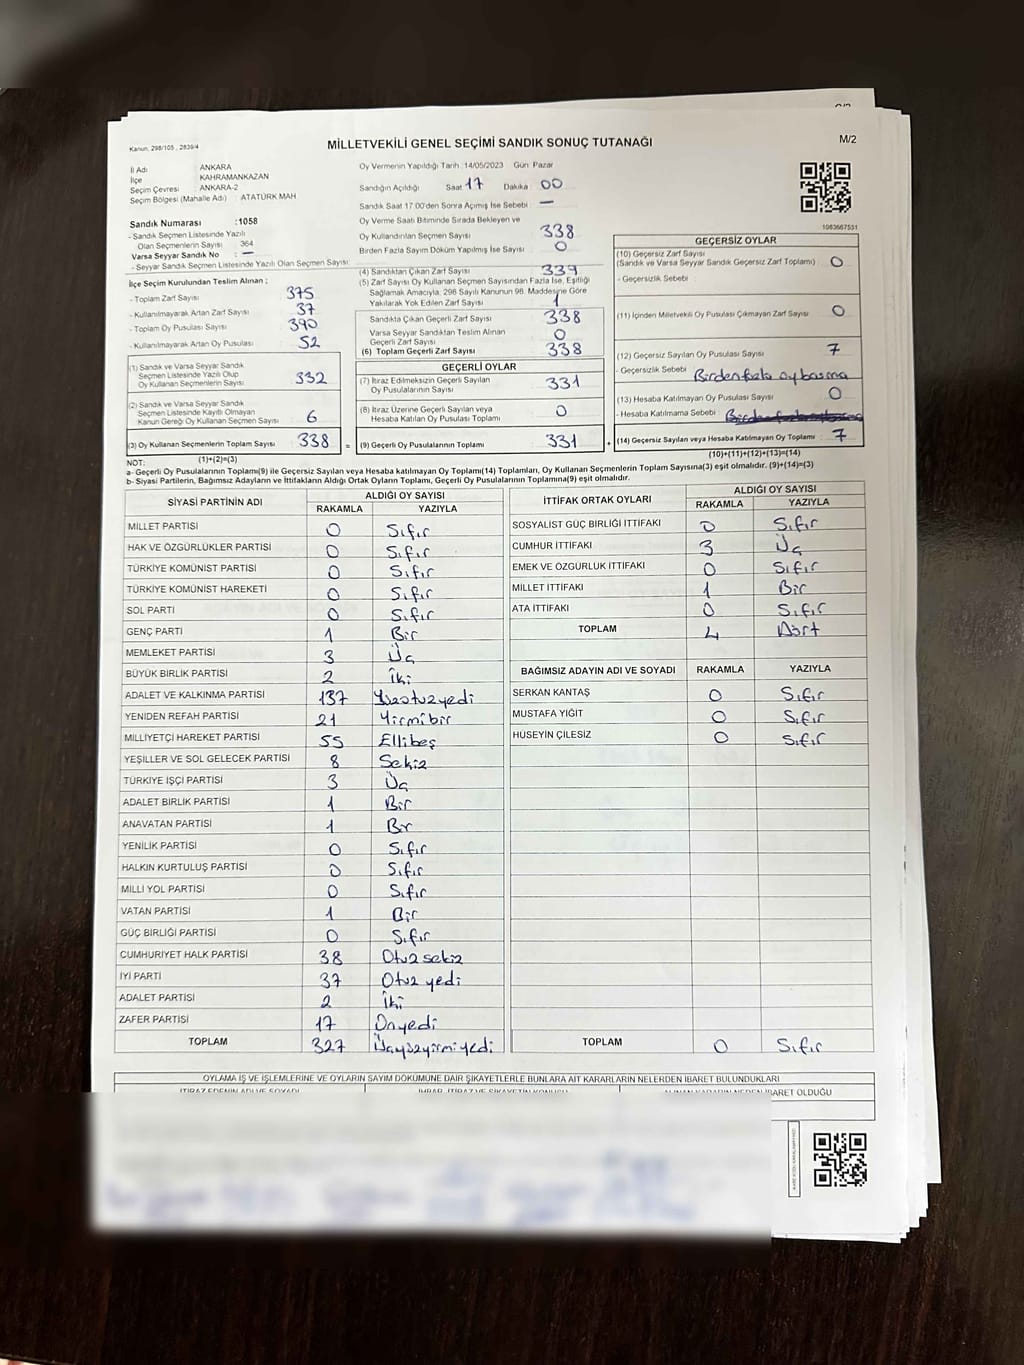 Kanun, 298/105, 2839/4
MİLLETVEKİLİ GENEL SEÇİMİ SANDIK SONUÇ TUTANAĞI
M/2
İl Adı ANKARA
İlçe KAHRAMANKAZAN
Seçim Çevresi ANKARA-2
Seçim Bölgesi (Mahalle Adı) ATATÜRK MAH
Sandık Numarası :1058
- Sandık Seçmen Listesinde Yazılı
Olan Seçmenlerin Sayısı 364
Varsa Seyyar Sandık No : —
- Seyyar Sandık Seçmen Listesinde Yazılı Olan Seçmen Sayısı:
İlçe Seçim Kurulundan Teslim Alınan ;
- Toplam Zarf Sayısı 375
- Kullanılmayarak Artan Zarf Sayısı 37
- Toplam Oy Pusulası Sayısı 390
- Kullanılmayarak Artan Oy Pusulası 52
(1) Sandık ve Varsa Seyyar Sandık
Seçmen Listesinde Yazılı Olup
Oy Kullanan Seçmenlerin Sayısı 332
(2) Sandık ve Varsa Seyyar Sandık
Seçmen Listesinde Kayıtlı Olmayan
Kanun Gereği Oy Kullanan Seçmen Sayısı 6
(3) Oy Kullanan Seçmenlerin Toplam Sayısı 338 =
(1)+(2)=(3)
Oy Vermenin Yapıldığı Tarih 14/05/2023 Gün Pazar
Sandığın Açıldığı Saat 17 Dakika 00
Sandık Saat 17:00'den Sonra Açılmış İse Sebebi —
Oy Verme Saati Bitiminde Sırada Bekleyen ve
Oy Kullandırılan Seçmen Sayısı 338
Birden Fazla Sayım Döküm Yapılmış İse Sayısı 0
(4) Sandıktan Çıkan Zarf Sayısı 339
(5) Zarf Sayısı Oy Kullanan Seçmen Sayısından Fazla İse, Eşitliği
Sağlamak Amacıyla, 298 Sayılı Kanunun 98. Maddesine Göre
Yakılarak Yok Edilen Zarf Sayısı 1
Sandıkta Çıkan Geçerli Zarf Sayısı 338
Varsa Seyyar Sandıktan Teslim Alınan
Geçerli Zarf Sayısı 0
(6) Toplam Geçerli Zarf Sayısı 338
GEÇERLİ OYLAR
(7) İtiraz Edilmeksizin Geçerli Sayılan
Oy Pusulalarının Sayısı 331
(8) İtiraz Üzerine Geçerli Sayılan veya
Hesaba Katılan Oy Pusulası Toplamı 0
(9) Geçerli Oy Pusulalarının Toplamı 331 +
1083667531
GEÇERSİZ OYLAR
(10) Geçersiz Zarf Sayısı
(Sandık ve Varsa Seyyar Sandık Geçersiz Zarf Toplamı) 0
- Geçersizlik Sebebi
(11) İçinden Milletvekili Oy Pusulası Çıkmayan Zarf Sayısı 0
(12) Geçersiz Sayılan Oy Pusulası Sayısı 7
- Geçersizlik Sebebi Birden fazla oy basma
(13) Hesaba Katılmayan Oy Pusulası Sayısı 0
- Hesaba Katılmama Sebebi
(14) Geçersiz Sayılan veya Hesaba Katılmayan Oy Toplamı 7
(10)+(11)+(12)+(13)=(14)
NOT:
a- Geçerli Oy Pusulalarının Toplamı(9) ile Geçersiz Sayılan veya Hesaba katılmayan Oy Toplamı(14) Toplamları, Oy Kullanan Seçmenlerin Toplam Sayısına(3) eşit olmalıdır. (9)+(14)=(3)
b- Siyasi Partilerin, Bağımsız Adayların ve İttifakların Aldığı Ortak Oyların Toplamı, Geçerli Oy Pusulalarının Toplamına(9) eşit olmalıdır.
SİYASİ PARTİNİN ADI ALDIĞI OY SAYISI
RAKAMLA YAZIYLA
MİLLET PARTİSİ 0 Sıfır
HAK VE ÖZGÜRLÜKLER PARTİSİ 0 Sıfır
TÜRKİYE KOMÜNİST PARTİSİ 0 Sıfır
TÜRKİYE KOMÜNİST HAREKETİ 0 Sıfır
SOL PARTİ 0 Sıfır
GENÇ PARTİ 1 Bir
MEMLEKET PARTİSİ 3 Üç
BÜYÜK BİRLİK PARTİSİ 2 İki
ADALET VE KALKINMA PARTİSİ 137 Yüzotuzyedi
YENİDEN REFAH PARTİSİ 21 Yirmibir
MİLLİYETÇİ HAREKET PARTİSİ 55 Ellibeş
YEŞİLLER VE SOL GELECEK PARTİSİ 8 Sekiz
TÜRKİYE İŞÇİ PARTİSİ 3 Üç
ADALET BİRLİK PARTİSİ 1 Bir
ANAVATAN PARTİSİ 1 Bir
YENİLİK PARTİSİ 0 Sıfır
HALKIN KURTULUŞ PARTİSİ 0 Sıfır
MİLLİ YOL PARTİSİ 0 Sıfır
VATAN PARTİSİ 1 Bir
GÜÇ BİRLİĞİ PARTİSİ 0 Sıfır
CUMHURİYET HALK PARTİSİ 38 Otuz sekiz
İYİ PARTİ 37 Otuz yedi
ADALET PARTİSİ 2 İki
ZAFER PARTİSİ 17 Onyedi
TOPLAM 327 Üçyüzyirmiyedi
İTTİFAK ORTAK OYLARI ALDIĞI OY SAYISI
RAKAMLA YAZIYLA
SOSYALİST GÜÇ BİRLİĞİ İTTİFAKI 0 Sıfır
CUMHUR İTTİFAKI 3 Üç
EMEK VE ÖZGÜRLÜK İTTİFAKI 0 Sıfır
MİLLET İTTİFAKI 1 Bir
ATA İTTİFAKI 0 Sıfır
TOPLAM 4 Dört
BAĞIMSIZ ADAYIN ADI VE SOYADI RAKAMLA YAZIYLA
SERKAN KANTAŞ 0 Sıfır
MUSTAFA YİĞİT 0 Sıfır
HÜSEYİN ÇİLESİZ 0 Sıfır
TOPLAM 0 Sıfır
OYLAMA İŞ VE İŞLEMLERİNE VE OYLARIN SAYIM DÖKÜMÜNE DAİR ŞİKAYETLERLE BUNLARA AİT KARARLARIN NELERDEN İBARET BULUNDUKLARI
İTİRAZ EDENİN ADI VE SOYADI İHBAR, İTİRAZ VE ŞİKAYETİN KONUSU ALINAN KARARIN NEDEN İBARET OLDUĞU